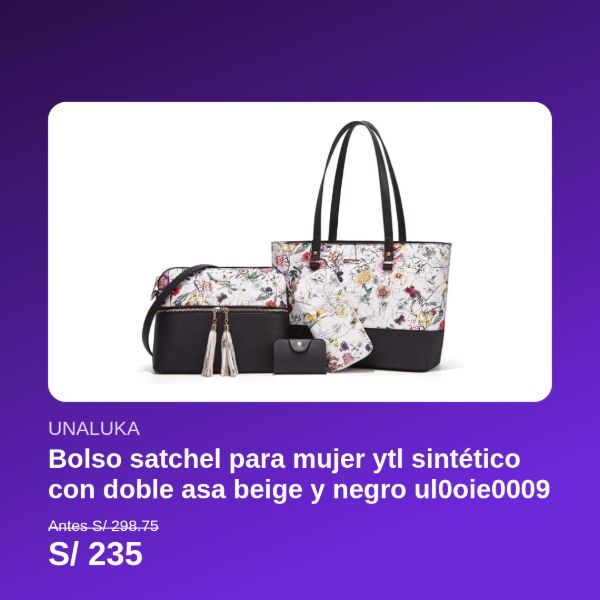 UNALUKA
Bolso satchel para mujer ytl sintético
con doble asa beige y negro ul0oie0009
Antes S/ 298.75
S/ 235